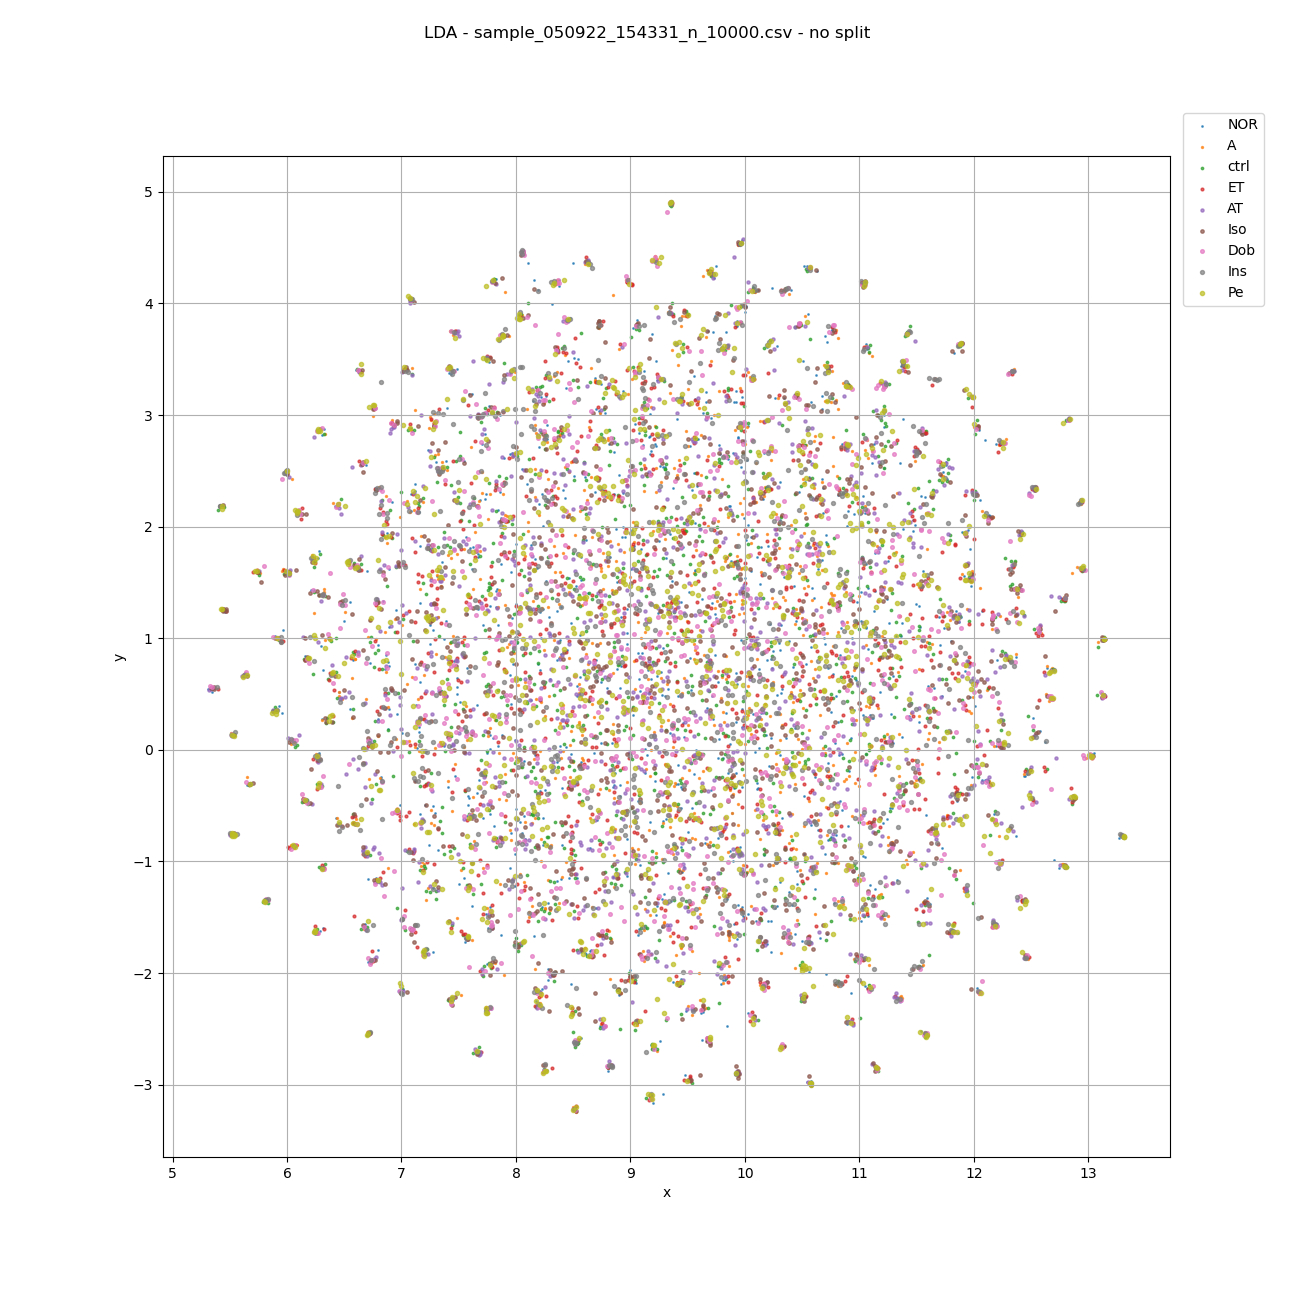 LDA - sample_050922_154331_n_10000.csv - no split
NOR
A
ctrl
ET
AT
Iso
Dob
Ins
Pe
5
4
3
2
1
0
−1
−2
−3
y
5 6 7 8 9 10 11 12 13
x